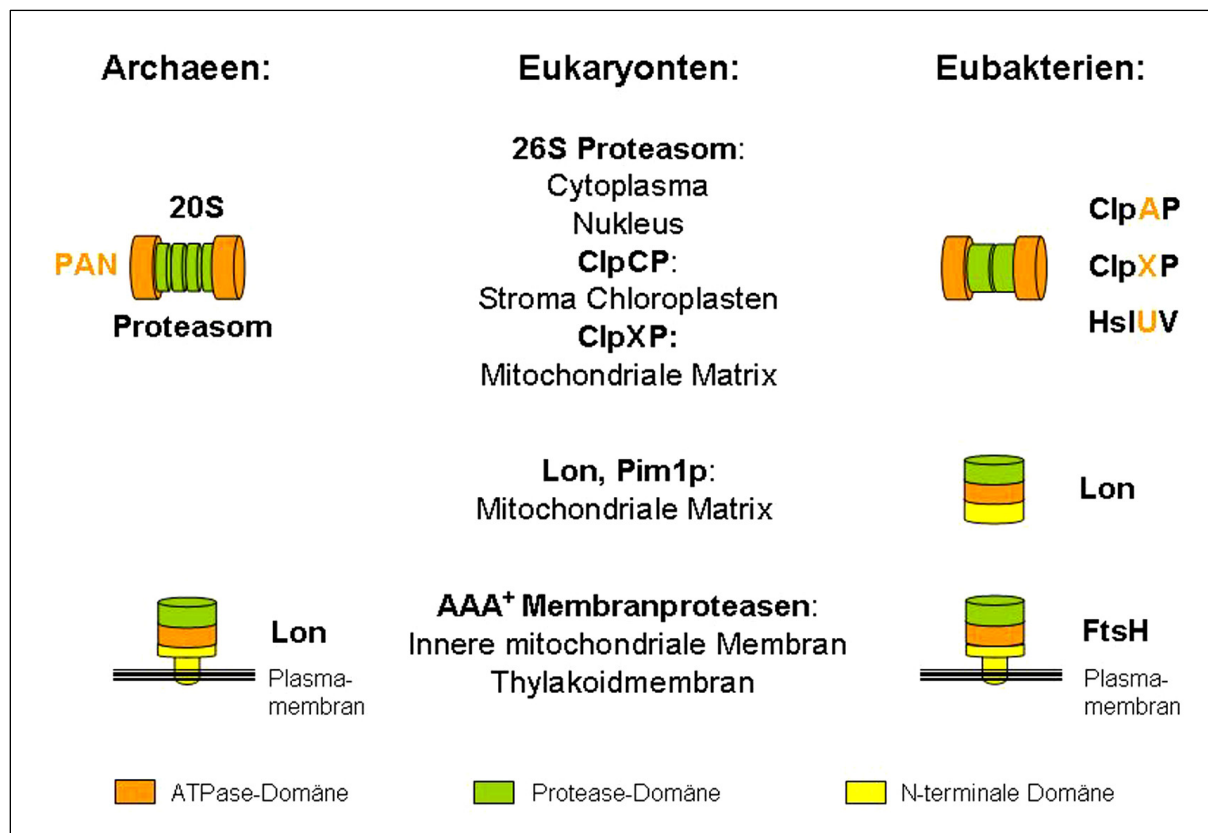 Archaeen:
Eukaryonten:
Eubakterien:
20S
PAN
Proteasom
26S Proteasom:
Cytoplasma
Nukleus
ClpCP:
Stroma Chloroplasten
ClpXP:
Mitochondriale Matrix
ClpAP
ClpXP
HslUV
Lon, Pim1p:
Mitochondriale Matrix
Lon
Lon
Plasma-
membran
AAA⁺ Membranproteasen:
Innere mitochondriale Membran
Thylakoidmembran
FtsH
Plasma-
membran
ATPase-Domäne
Protease-Domäne
N-terminale Domäne